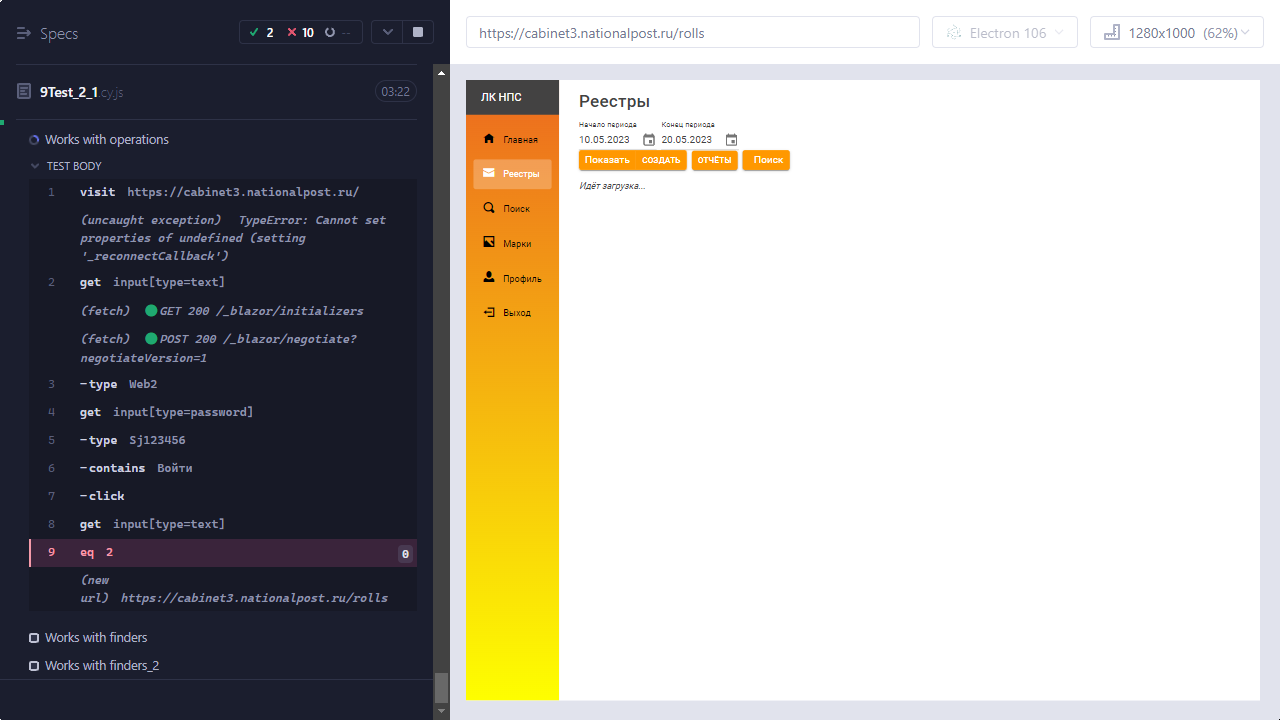 Specs
2
10
--
9Test_2_1.cy.js
03:22
Works with operations
TEST BODY
1 visit https://cabinet3.nationalpost.ru/
(uncaught exception) TypeError: Cannot set
properties of undefined (setting
'_reconnectCallback')
2 get input[type=text]
(fetch) GET 200 /_blazor/initializers
(fetch) POST 200 /_blazor/negotiate?
negotiateVersion=1
3 -type Web2
4 get input[type=password]
5 -type Sj123456
6 -contains Войти
7 -click
8 get input[type=text]
9 eq 2 0
(new
url) https://cabinet3.nationalpost.ru/rolls
Works with finders
Works with finders_2
https://cabinet3.nationalpost.ru/rolls
Electron 106
1280x1000 (62%)
ЛК НПС
Главная
Реестры
Поиск
Марки
Профиль
Выход
Реестры
Начало периода Конец периода
10.05.2023 20.05.2023
Показать СОЗДАТЬ ОТЧЁТЫ Поиск
Идёт загрузка...